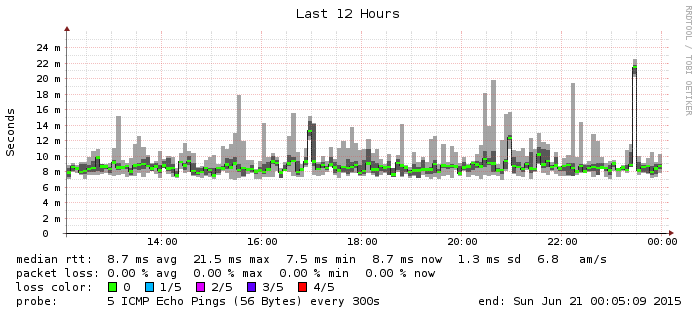 Last 12 Hours
RRDTOOL / TOBI OETIKER
Seconds
24 m
22 m
20 m
18 m
16 m
14 m
12 m
10 m
8 m
6 m
4 m
2 m
0
14:00 16:00 18:00 20:00 22:00 00:00
median rtt: 8.7 ms avg 21.5 ms max 7.5 ms min 8.7 ms now 1.3 ms sd 6.8 am/s
packet loss: 0.00 % avg 0.00 % max 0.00 % min 0.00 % now
loss color: 0 1/5 2/5 3/5 4/5
probe: 5 ICMP Echo Pings (56 Bytes) every 300s end: Sun Jun 21 00:05:09 2015